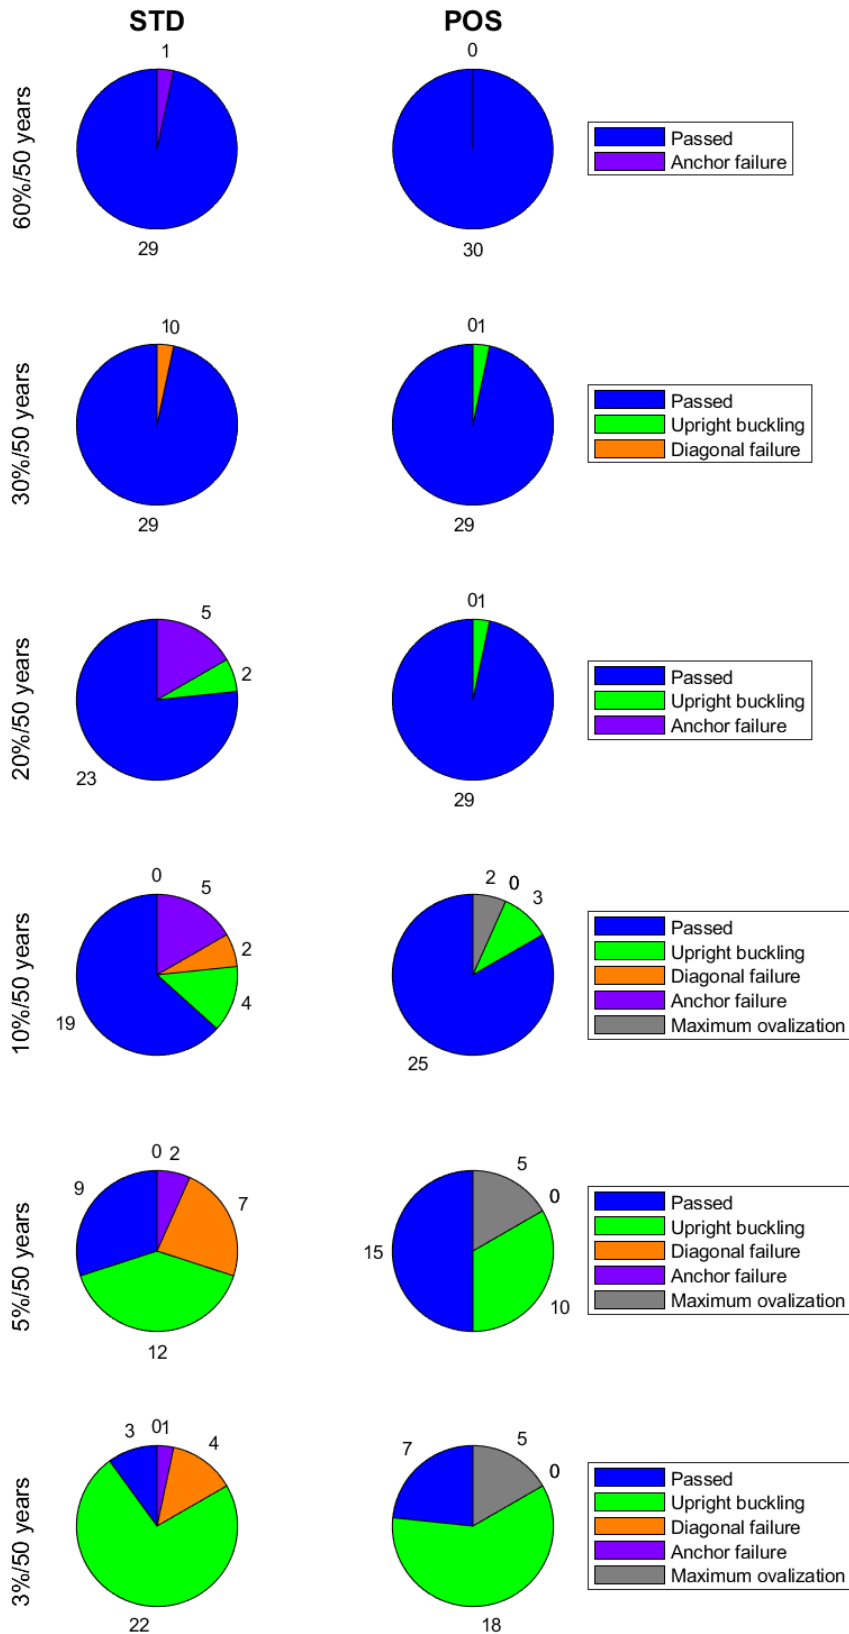 STD
POS
60%/50 years
1
29
0
30
Passed
Anchor failure
30%/50 years
10
29
01
29
Passed
Upright buckling
Diagonal failure
20%/50 years
5
2
23
01
29
Passed
Upright buckling
Anchor failure
10%/50 years
0
5
2
4
19
2
0
3
25
Passed
Upright buckling
Diagonal failure
Anchor failure
Maximum ovalization
5%/50 years
0
2
9
7
12
5
0
15
10
Passed
Upright buckling
Diagonal failure
Anchor failure
Maximum ovalization
3%/50 years
3
01
4
22
7
5
0
18
Passed
Upright buckling
Diagonal failure
Anchor failure
Maximum ovalization